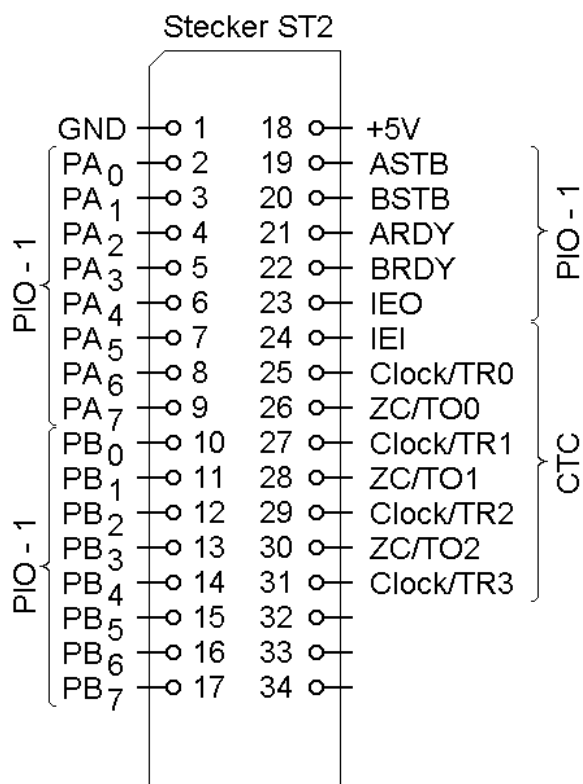 Stecker ST2
GND 1 18 +5V
PA0 2 19 ASTB
PA1 3 20 BSTB
PA2 4 21 ARDY
PA3 5 22 BRDY
PA4 6 23 IEO
PA5 7 24 IEI
PA6 8 25 Clock/TR0
PA7 9 26 ZC/TO0
PB0 10 27 Clock/TR1
PB1 11 28 ZC/TO1
PB2 12 29 Clock/TR2
PB3 13 30 ZC/TO2
PB4 14 31 Clock/TR3
PB5 15 32
PB6 16 33
PB7 17 34
PIO - 1
PIO - 1
PIO - 1
CTC